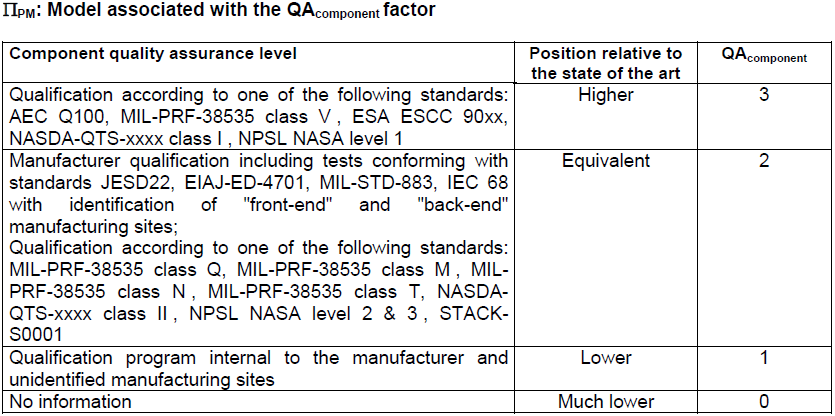 ΠPM: Model associated with the QAcomponent factor
Component quality assurance level
Position relative to
the state of the art
QAcomponent
Qualification according to one of the following standards:
AEC Q100, MIL-PRF-38535 class V , ESA ESCC 90xx,
NASDA-QTS-xxxx class I , NPSL NASA level 1
Higher
3
Manufacturer qualification including tests conforming with
standards JESD22, EIAJ-ED-4701, MIL-STD-883, IEC 68
with identification of "front-end" and "back-end"
manufacturing sites;
Qualification according to one of the following standards:
MIL-PRF-38535 class Q, MIL-PRF-38535 class M , MIL-
PRF-38535 class N , MIL-PRF-38535 class T, NASDA-
QTS-xxxx class II , NPSL NASA level 2 & 3 , STACK-
S0001
Equivalent
2
Qualification program internal to the manufacturer and
unidentified manufacturing sites
Lower
1
No information
Much lower
0